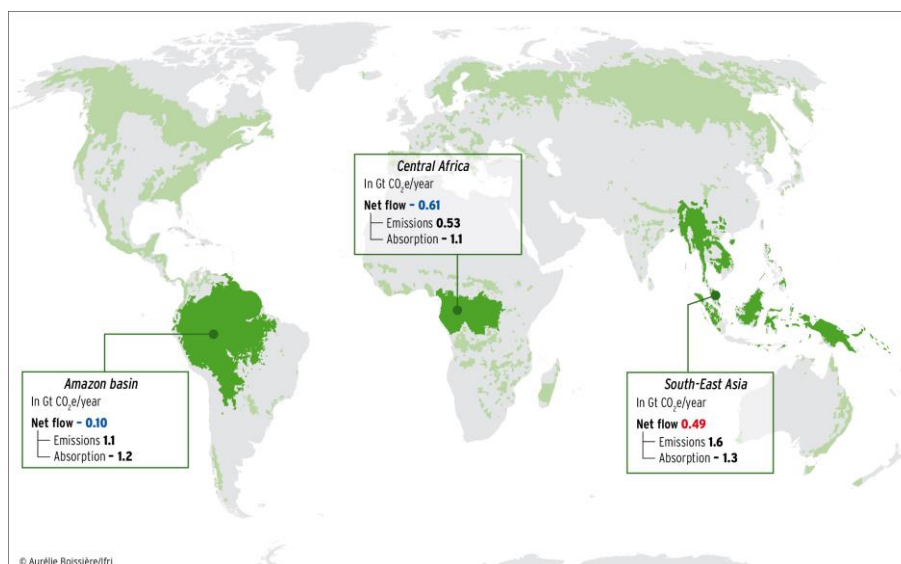 Central Africa
In Gt CO₂e/year
Net flow – 0.61
Emissions 0.53
Absorption – 1.1
Amazon basin
In Gt CO₂e/year
Net flow – 0.10
Emissions 1.1
Absorption – 1.2
South-East Asia
In Gt CO₂e/year
Net flow 0.49
Emissions 1.6
Absorption – 1.3
© Aurélie Boissière/Ifri